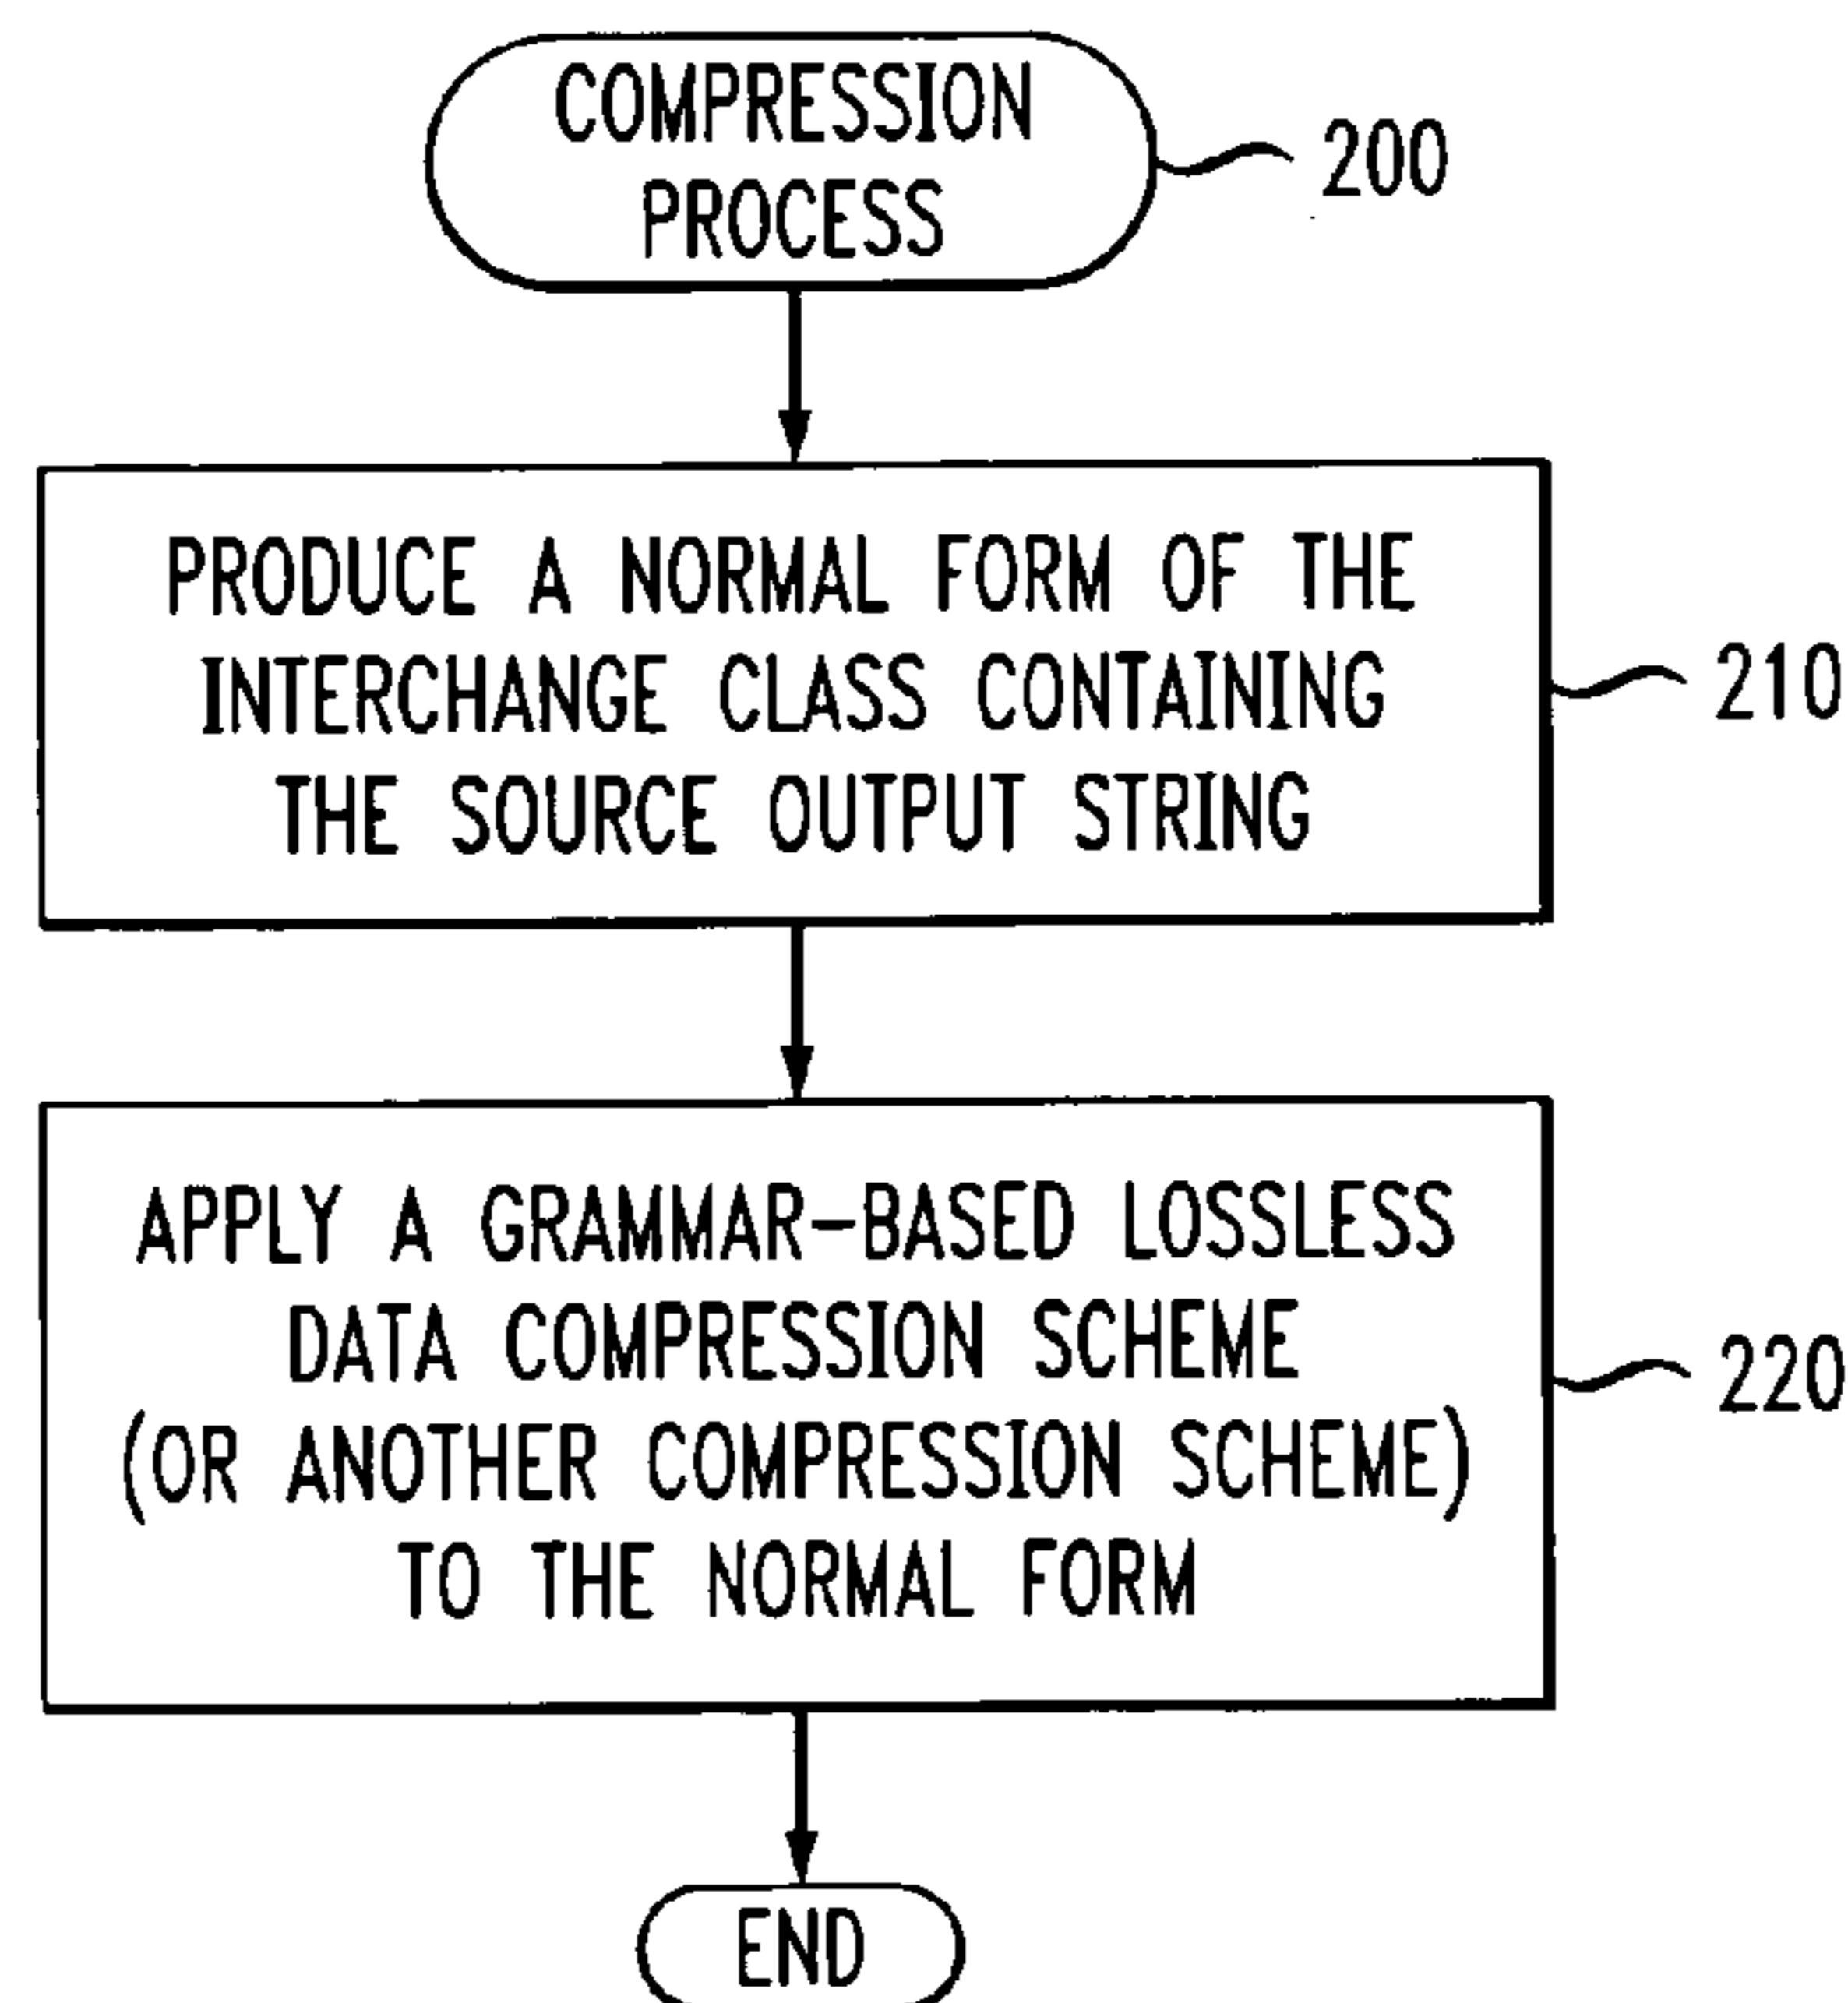 COMPRESSION
PROCESS
200
PRODUCE A NORMAL FORM OF THE
INTERCHANGE CLASS CONTAINING
THE SOURCE OUTPUT STRING
210
APPLY A GRAMMAR-BASED LOSSLESS
DATA COMPRESSION SCHEME
(OR ANOTHER COMPRESSION SCHEME)
TO THE NORMAL FORM
220
END